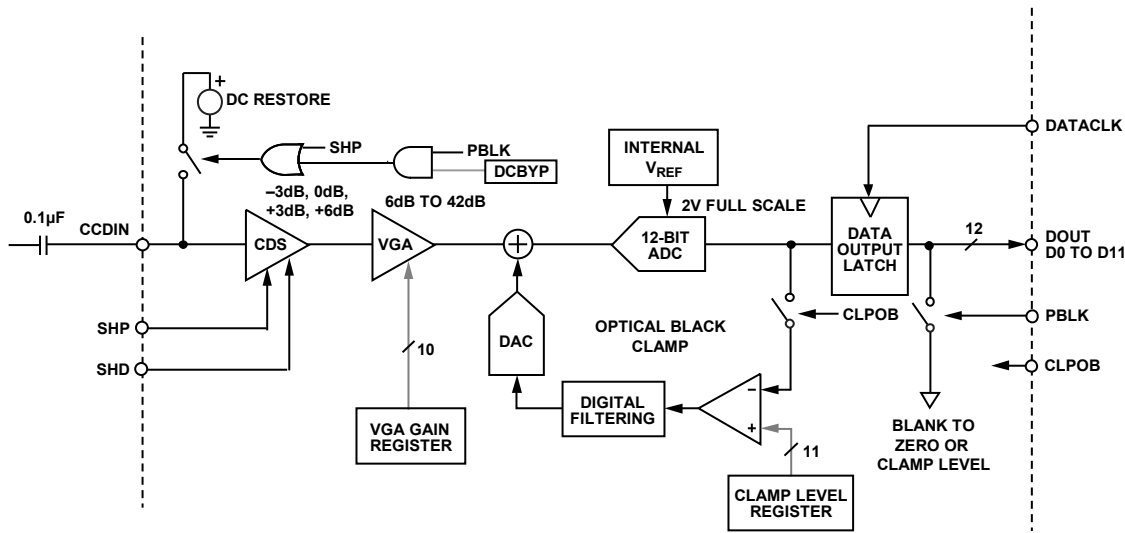 DC RESTORE
+
SHP
PBLK
DCBYP
–3dB, 0dB,
+3dB, +6dB
6dB TO 42dB
INTERNAL
VREF
2V FULL SCALE
DATACLK
0.1µF
CCDIN
CDS
VGA
+
12-BIT
ADC
DATA
OUTPUT
LATCH
12
DOUT
D0 TO D11
SHP
SHD
10
DAC
OPTICAL BLACK
CLAMP
CLPOB
PBLK
CLPOB
DIGITAL
FILTERING
–
+
BLANK TO
ZERO OR
CLAMP LEVEL
VGA GAIN
REGISTER
11
CLAMP LEVEL
REGISTER